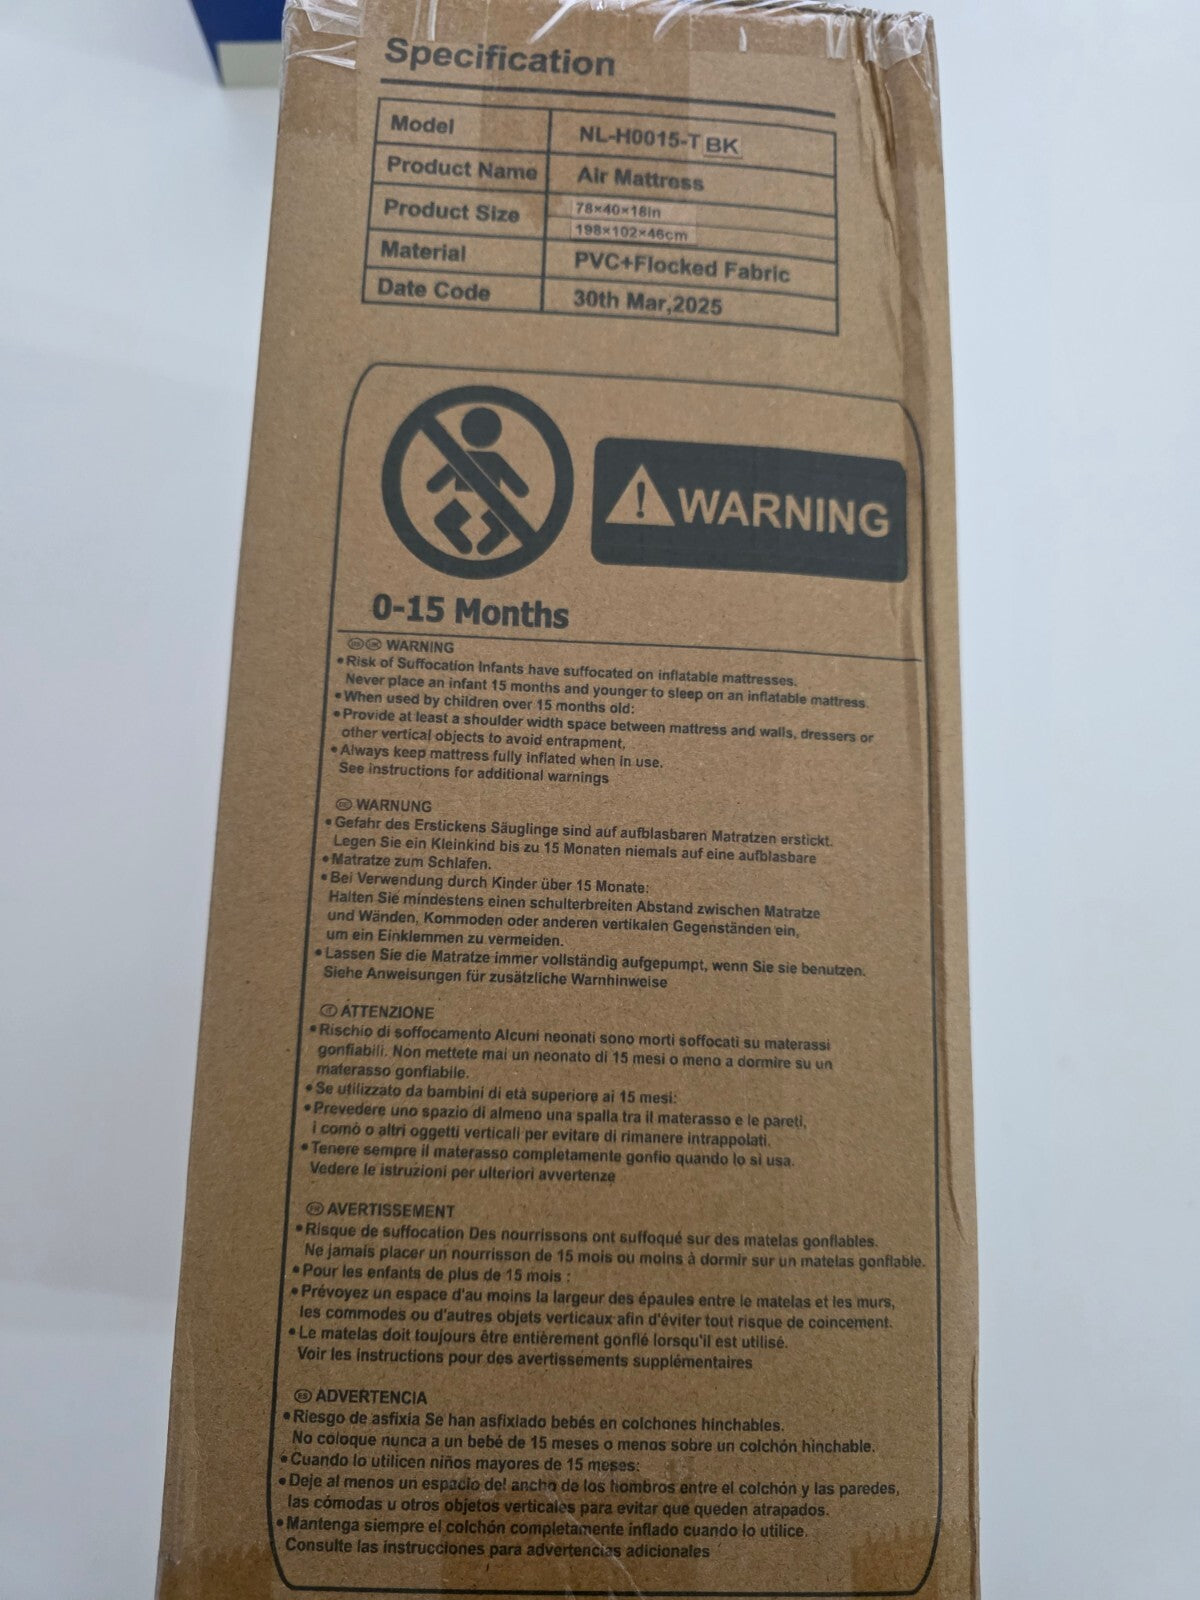 Specification
Model NL-H0015-T BK
Product Name Air Mattress
Product Size 78×40×18in
198×102×46cm
Material PVC+Flocked Fabric
Date Code 30th Mar,2025
WARNING
0-15 Months
WARNING
•Risk of Suffocation Infants have suffocated on inflatable mattresses.
Never place an infant 15 months and younger to sleep on an inflatable mattress.
•When used by children over 15 months old:
•Provide at least a shoulder width space between mattress and walls, dressers or
other vertical objects to avoid entrapment,
•Always keep mattress fully inflated when in use.
See instructions for additional warnings
DE WARNUNG
•Gefahr des Erstickens Säuglinge sind auf aufblasbaren Matratzen erstickt.
Legen Sie ein Kleinkind bis zu 15 Monaten niemals auf eine aufblasbare
•Matratze zum Schlafen.
•Bei Verwendung durch Kinder über 15 Monate:
Halten Sie mindestens einen schulterbreiten Abstand zwischen Matratze
und Wänden, Kommoden oder anderen vertikalen Gegenständen ein,
um ein Einklemmen zu vermeiden.
•Lassen Sie die Matratze immer vollständig aufgepumpt, wenn Sie sie benutzen.
Siehe Anweisungen für zusätzliche Warnhinweise
IT ATTENZIONE
•Rischio di soffocamento Alcuni neonati sono morti soffocati su materassi
gonfiabili. Non mettete mai un neonato di 15 mesi o meno a dormire su un
materasso gonfiabile.
•Se utilizzato da bambini di età superiore ai 15 mesi:
•Prevedere uno spazio di almeno una spalla tra il materasso e le pareti,
i comò o altri oggetti verticali per evitare di rimanere intrappolati.
•Tenere sempre il materasso completamente gonfio quando lo si usa.
Vedere le istruzioni per ulteriori avvertenze
FR AVERTISSEMENT
•Risque de suffocation Des nourrissons ont suffoqué sur des matelas gonflables.
Ne jamais placer un nourrisson de 15 mois ou moins à dormir sur un matelas gonflable.
•Pour les enfants de plus de 15 mois :
•Prévoyez un espace d'au moins la largeur des épaules entre le matelas et les murs,
les commodes ou d'autres objets verticaux afin d'éviter tout risque de coincement.
•Le matelas doit toujours être entièrement gonflé lorsqu'il est utilisé.
Voir les instructions pour des avertissements supplémentaires
ES ADVERTENCIA
•Riesgo de asfixia Se han asfixiado bebés en colchones hinchables.
No coloque nunca a un bebé de 15 meses o menos sobre un colchón hinchable.
•Cuando lo utilicen niños mayores de 15 meses:
•Deje al menos un espacio del ancho de los hombros entre el colchón y las paredes,
las cómodas u otros objetos verticales para evitar que queden atrapados.
•Mantenga siempre el colchón completamente inflado cuando lo utilice.
Consulte las instrucciones para advertencias adicionales